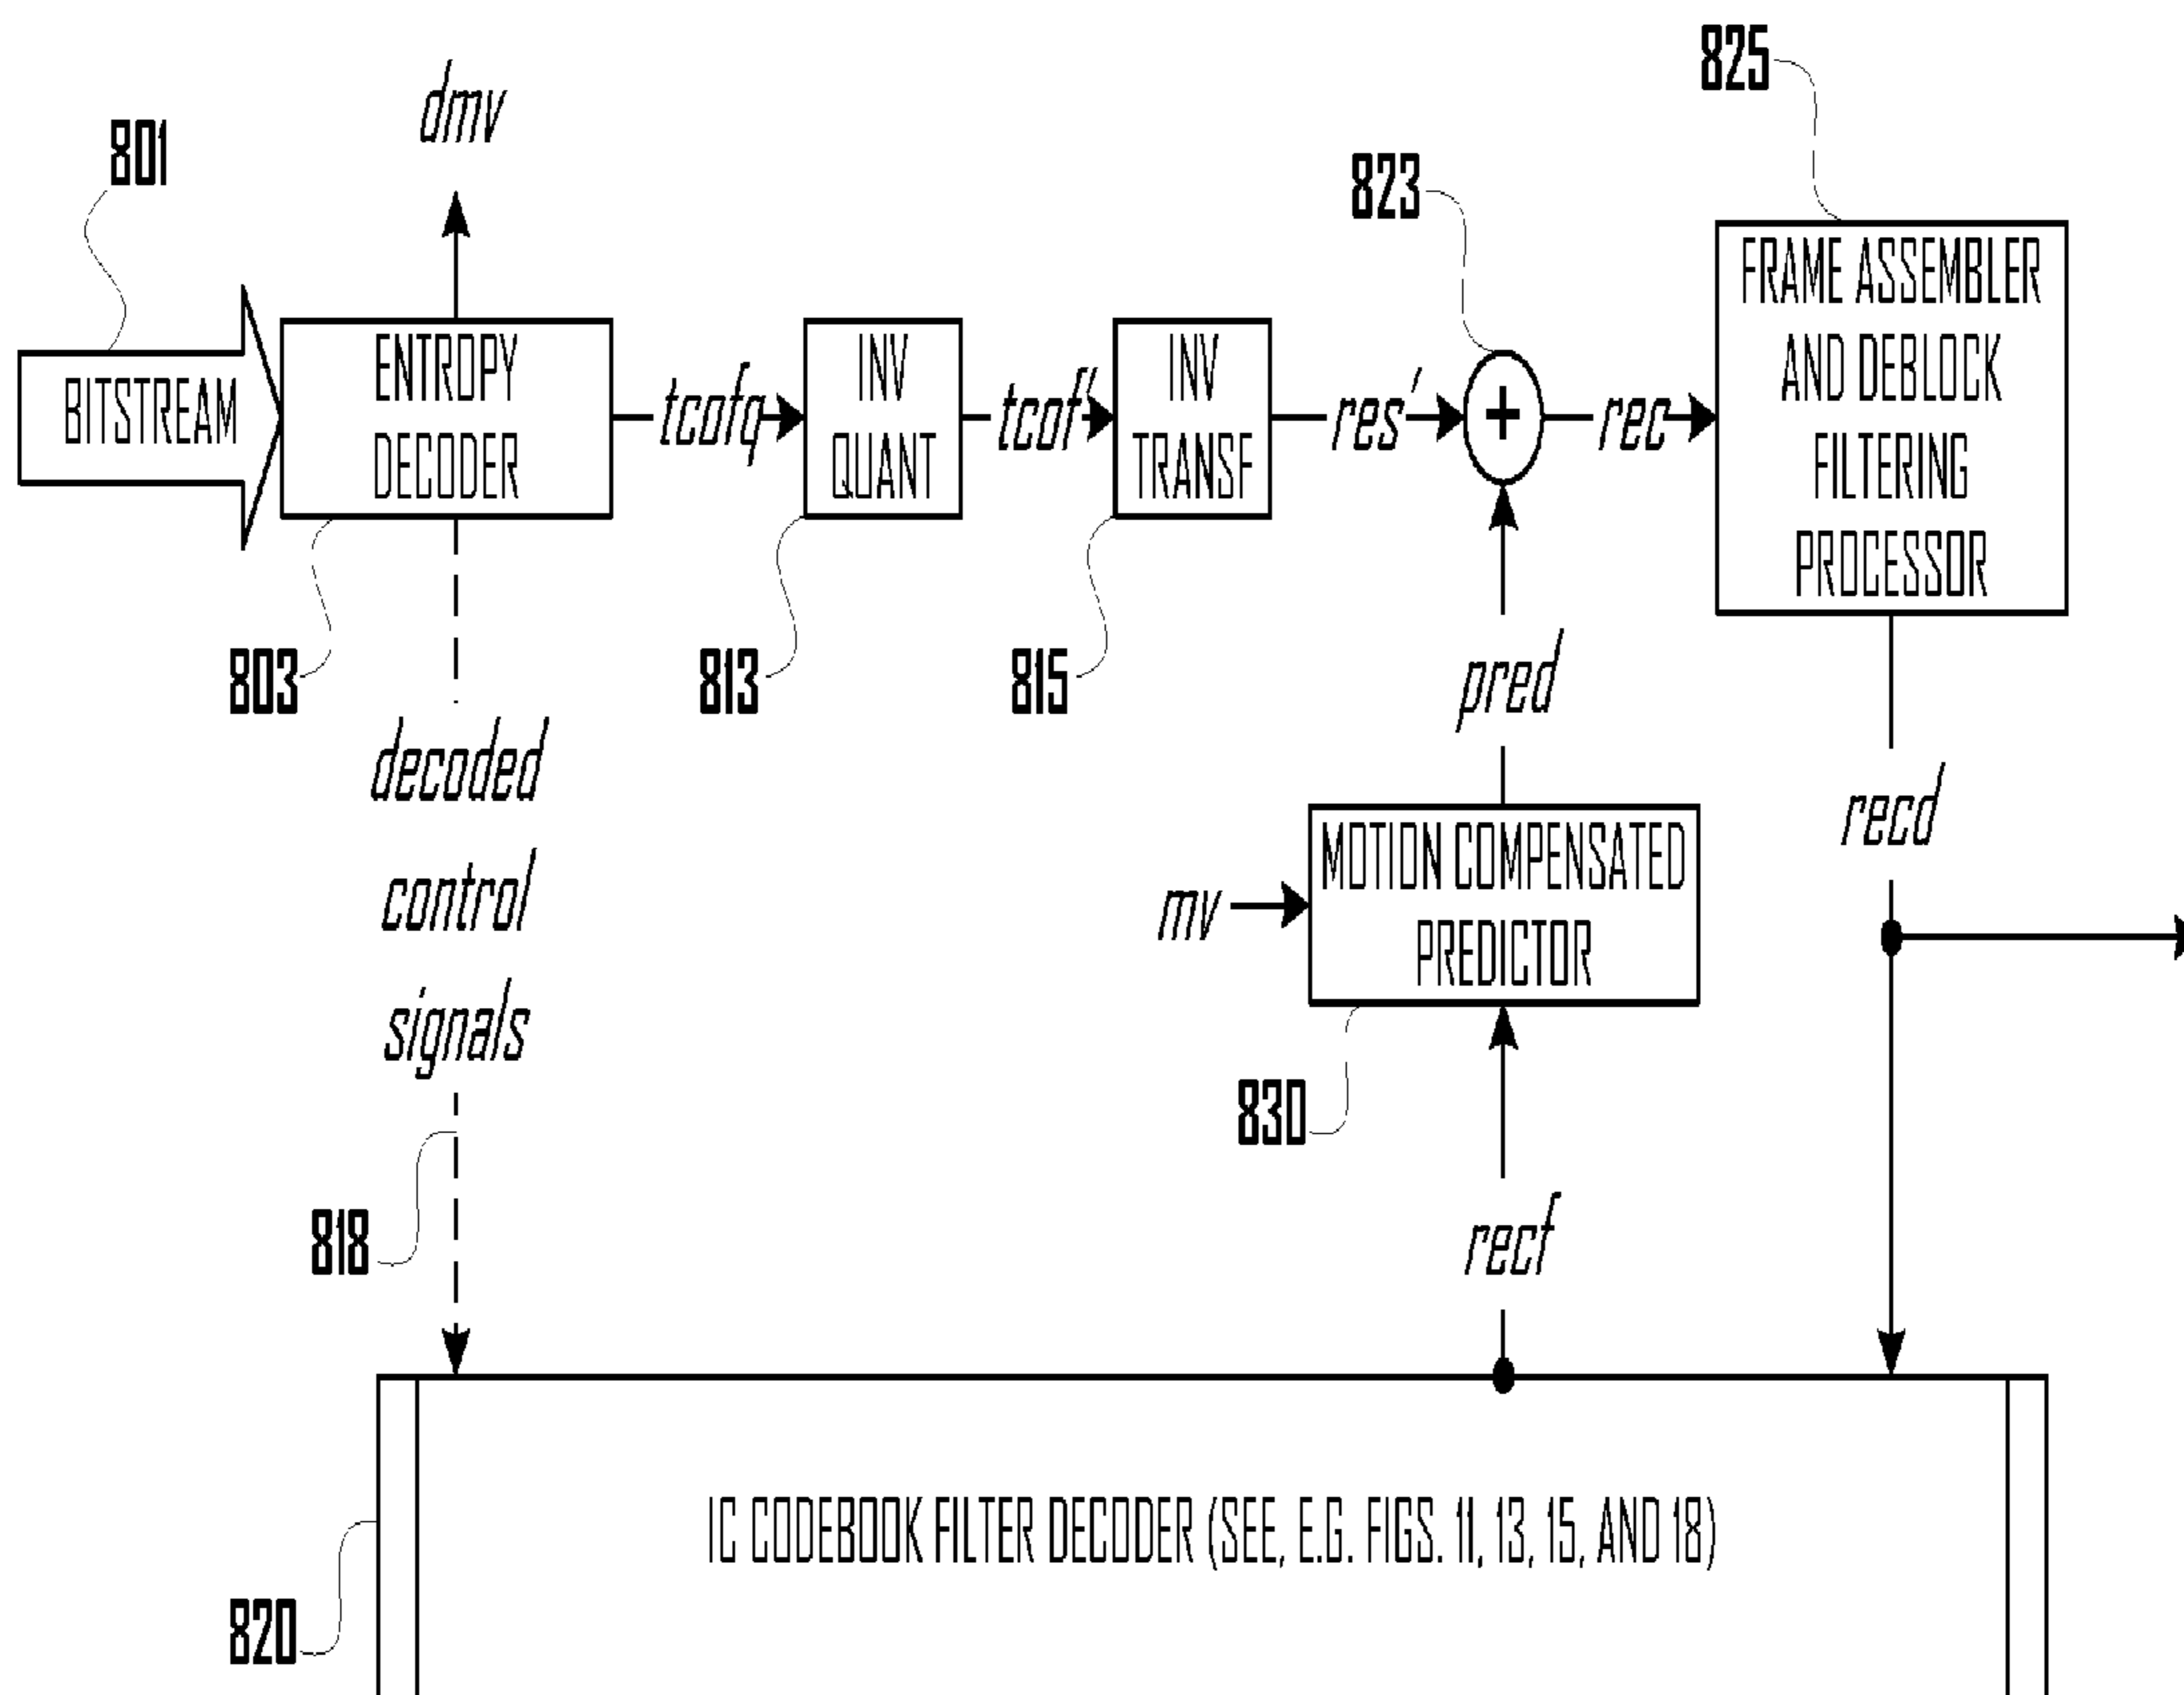 825
dmv
801
823
FRAME ASSEMBLER
AND DEBLOCK
FILTERING
PROCESSOR
BITSTREAM
ENTROPY
DECODER
tcofq
INV
QUANT
tcof'
INV
TRANSF
res'
+
rec
803
813
815
pred
decoded
control
signals
recd
mv
MOTION COMPENSATED
PREDICTOR
830
818
recf
IC CODEBOOK FILTER DECODER (SEE, E.G. FIGS. 11, 13, 15, AND 18)
820